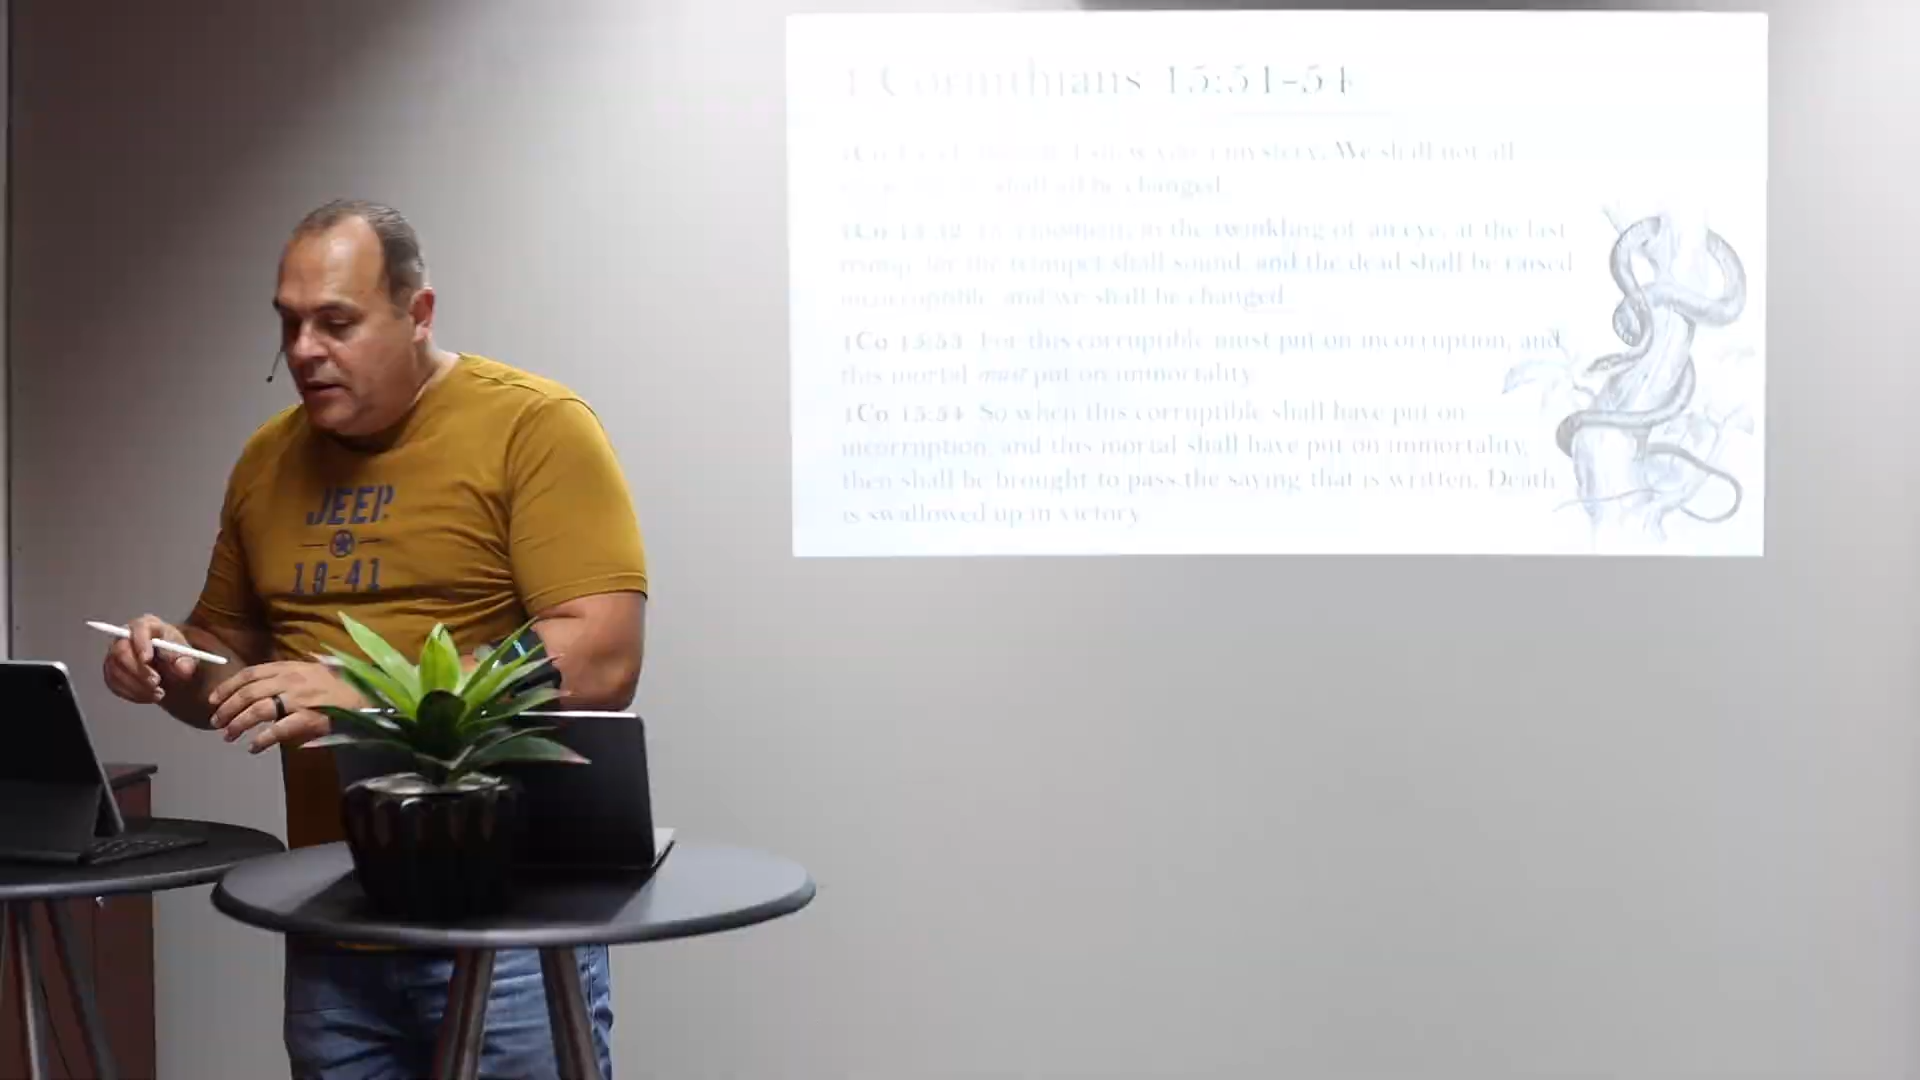 1 Corinthians 15:51-54
I show you a mystery, We shall not all
shall all be changed
1Co 15:52 In a moment, in the twinkling of an eye, at the last
trump, for the trumpet shall sound, and the dead shall be raised
incorruptible, and we shall be changed
1Co 15:53 For this corruptible must put on incorruption, and
this mortal must put on immortality
1Co 15:54 So when this corruptible shall have put on
incorruption, and this mortal shall have put on immortality,
then shall be brought to pass the saying that is written, Death
is swallowed up in victory
JEEP
19-41